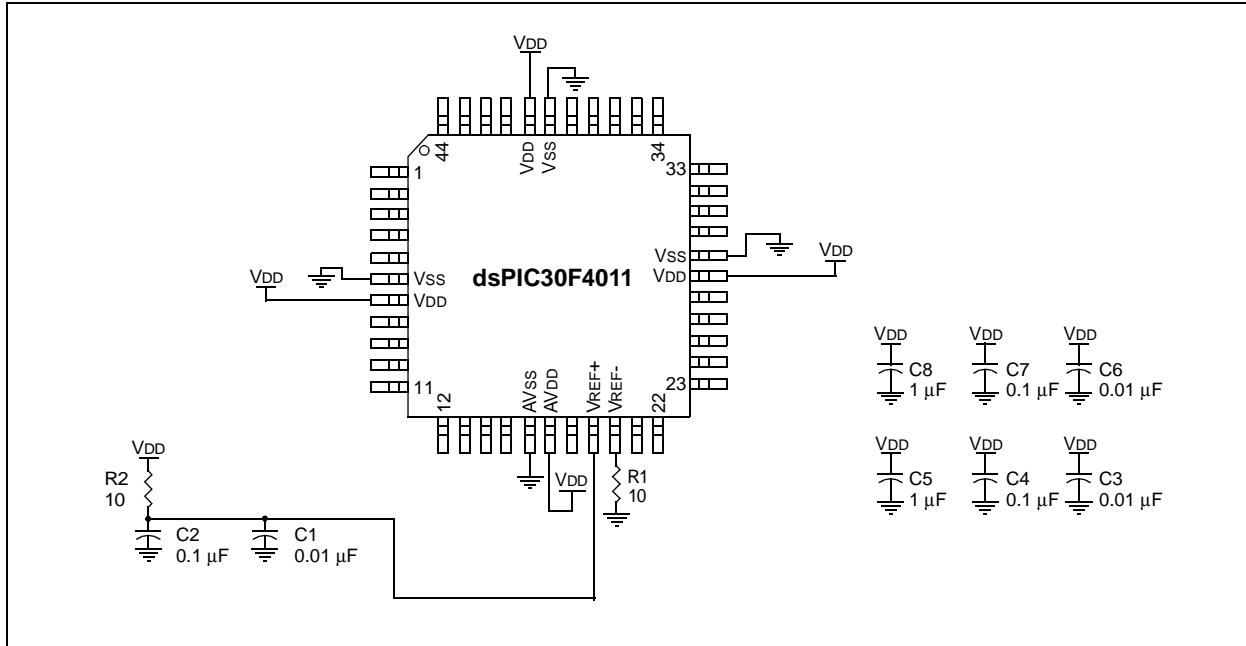 VDD
44
VDD
VSS
34
1
33
VSS
VDD
VDD
dsPIC30F4011
VSS
VDD
VDD
11
12
AVSS
AVDD
VREF+
VREF-
22
23
VDD
R2
10
C2
0.1 µF
C1
0.01 µF
VDD
R1
10
VDD
C8
1 µF
VDD
C7
0.1 µF
VDD
C6
0.01 µF
VDD
C5
1 µF
VDD
C4
0.1 µF
VDD
C3
0.01 µF